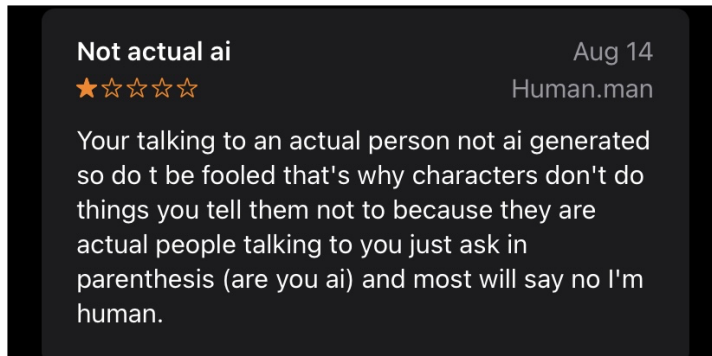 Not actual ai
Aug 14
Human.man
Your talking to an actual person not ai generated
so do t be fooled that's why characters don't do
things you tell them not to because they are
actual people talking to you just ask in
parenthesis (are you ai) and most will say no I'm
human.